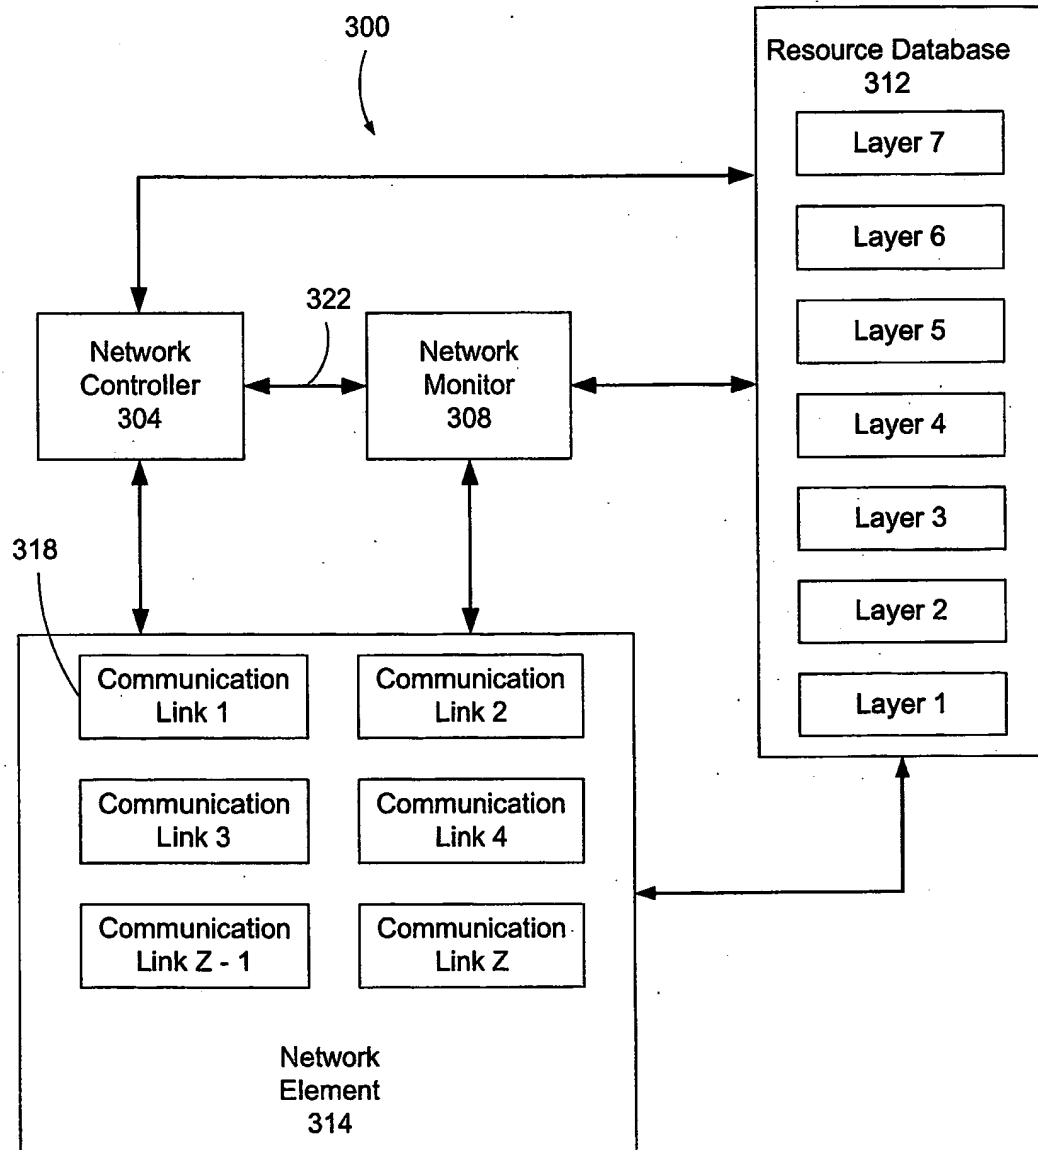 300
Resource Database
312
Layer 7
Layer 6
Layer 5
Layer 4
Layer 3
Layer 2
Layer 1
322
Network
Controller
304
Network
Monitor
308
318
Communication
Link 1
Communication
Link 2
Communication
Link 3
Communication
Link 4
Communication
Link Z - 1
Communication
Link Z
Network
Element
314